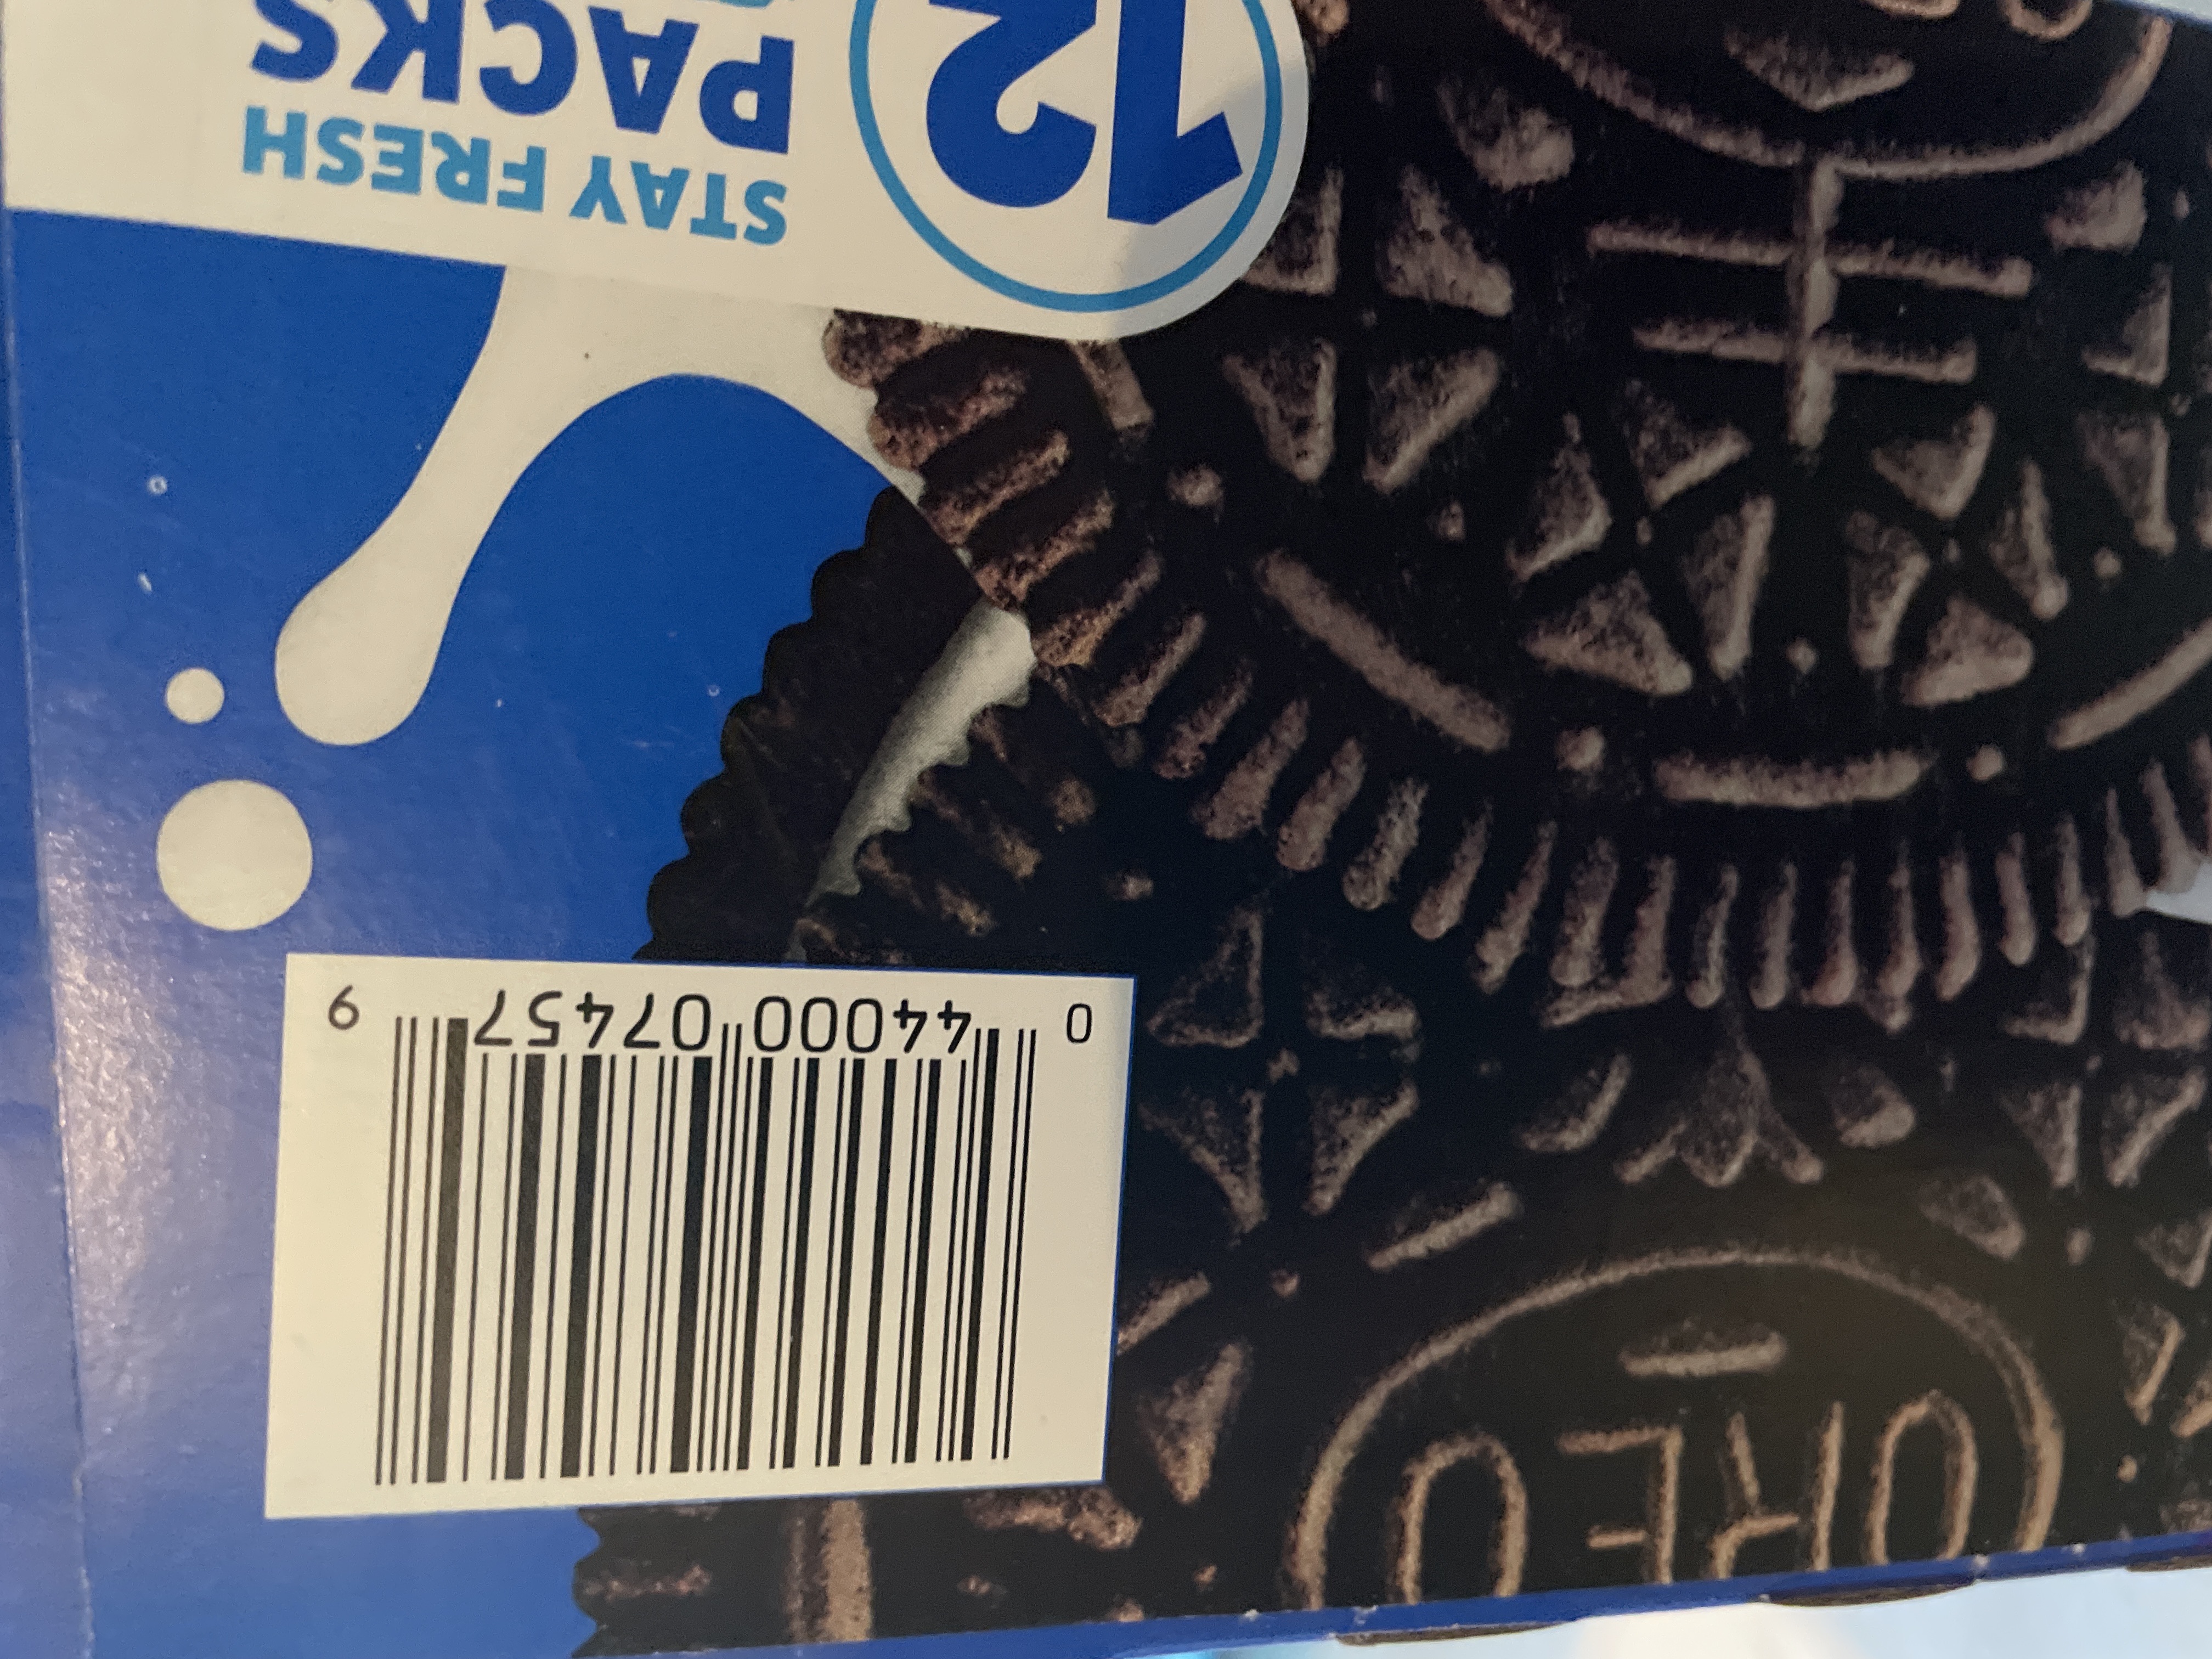 OREO
0 44000 07457 9
12
STAY FRESH
PACKS